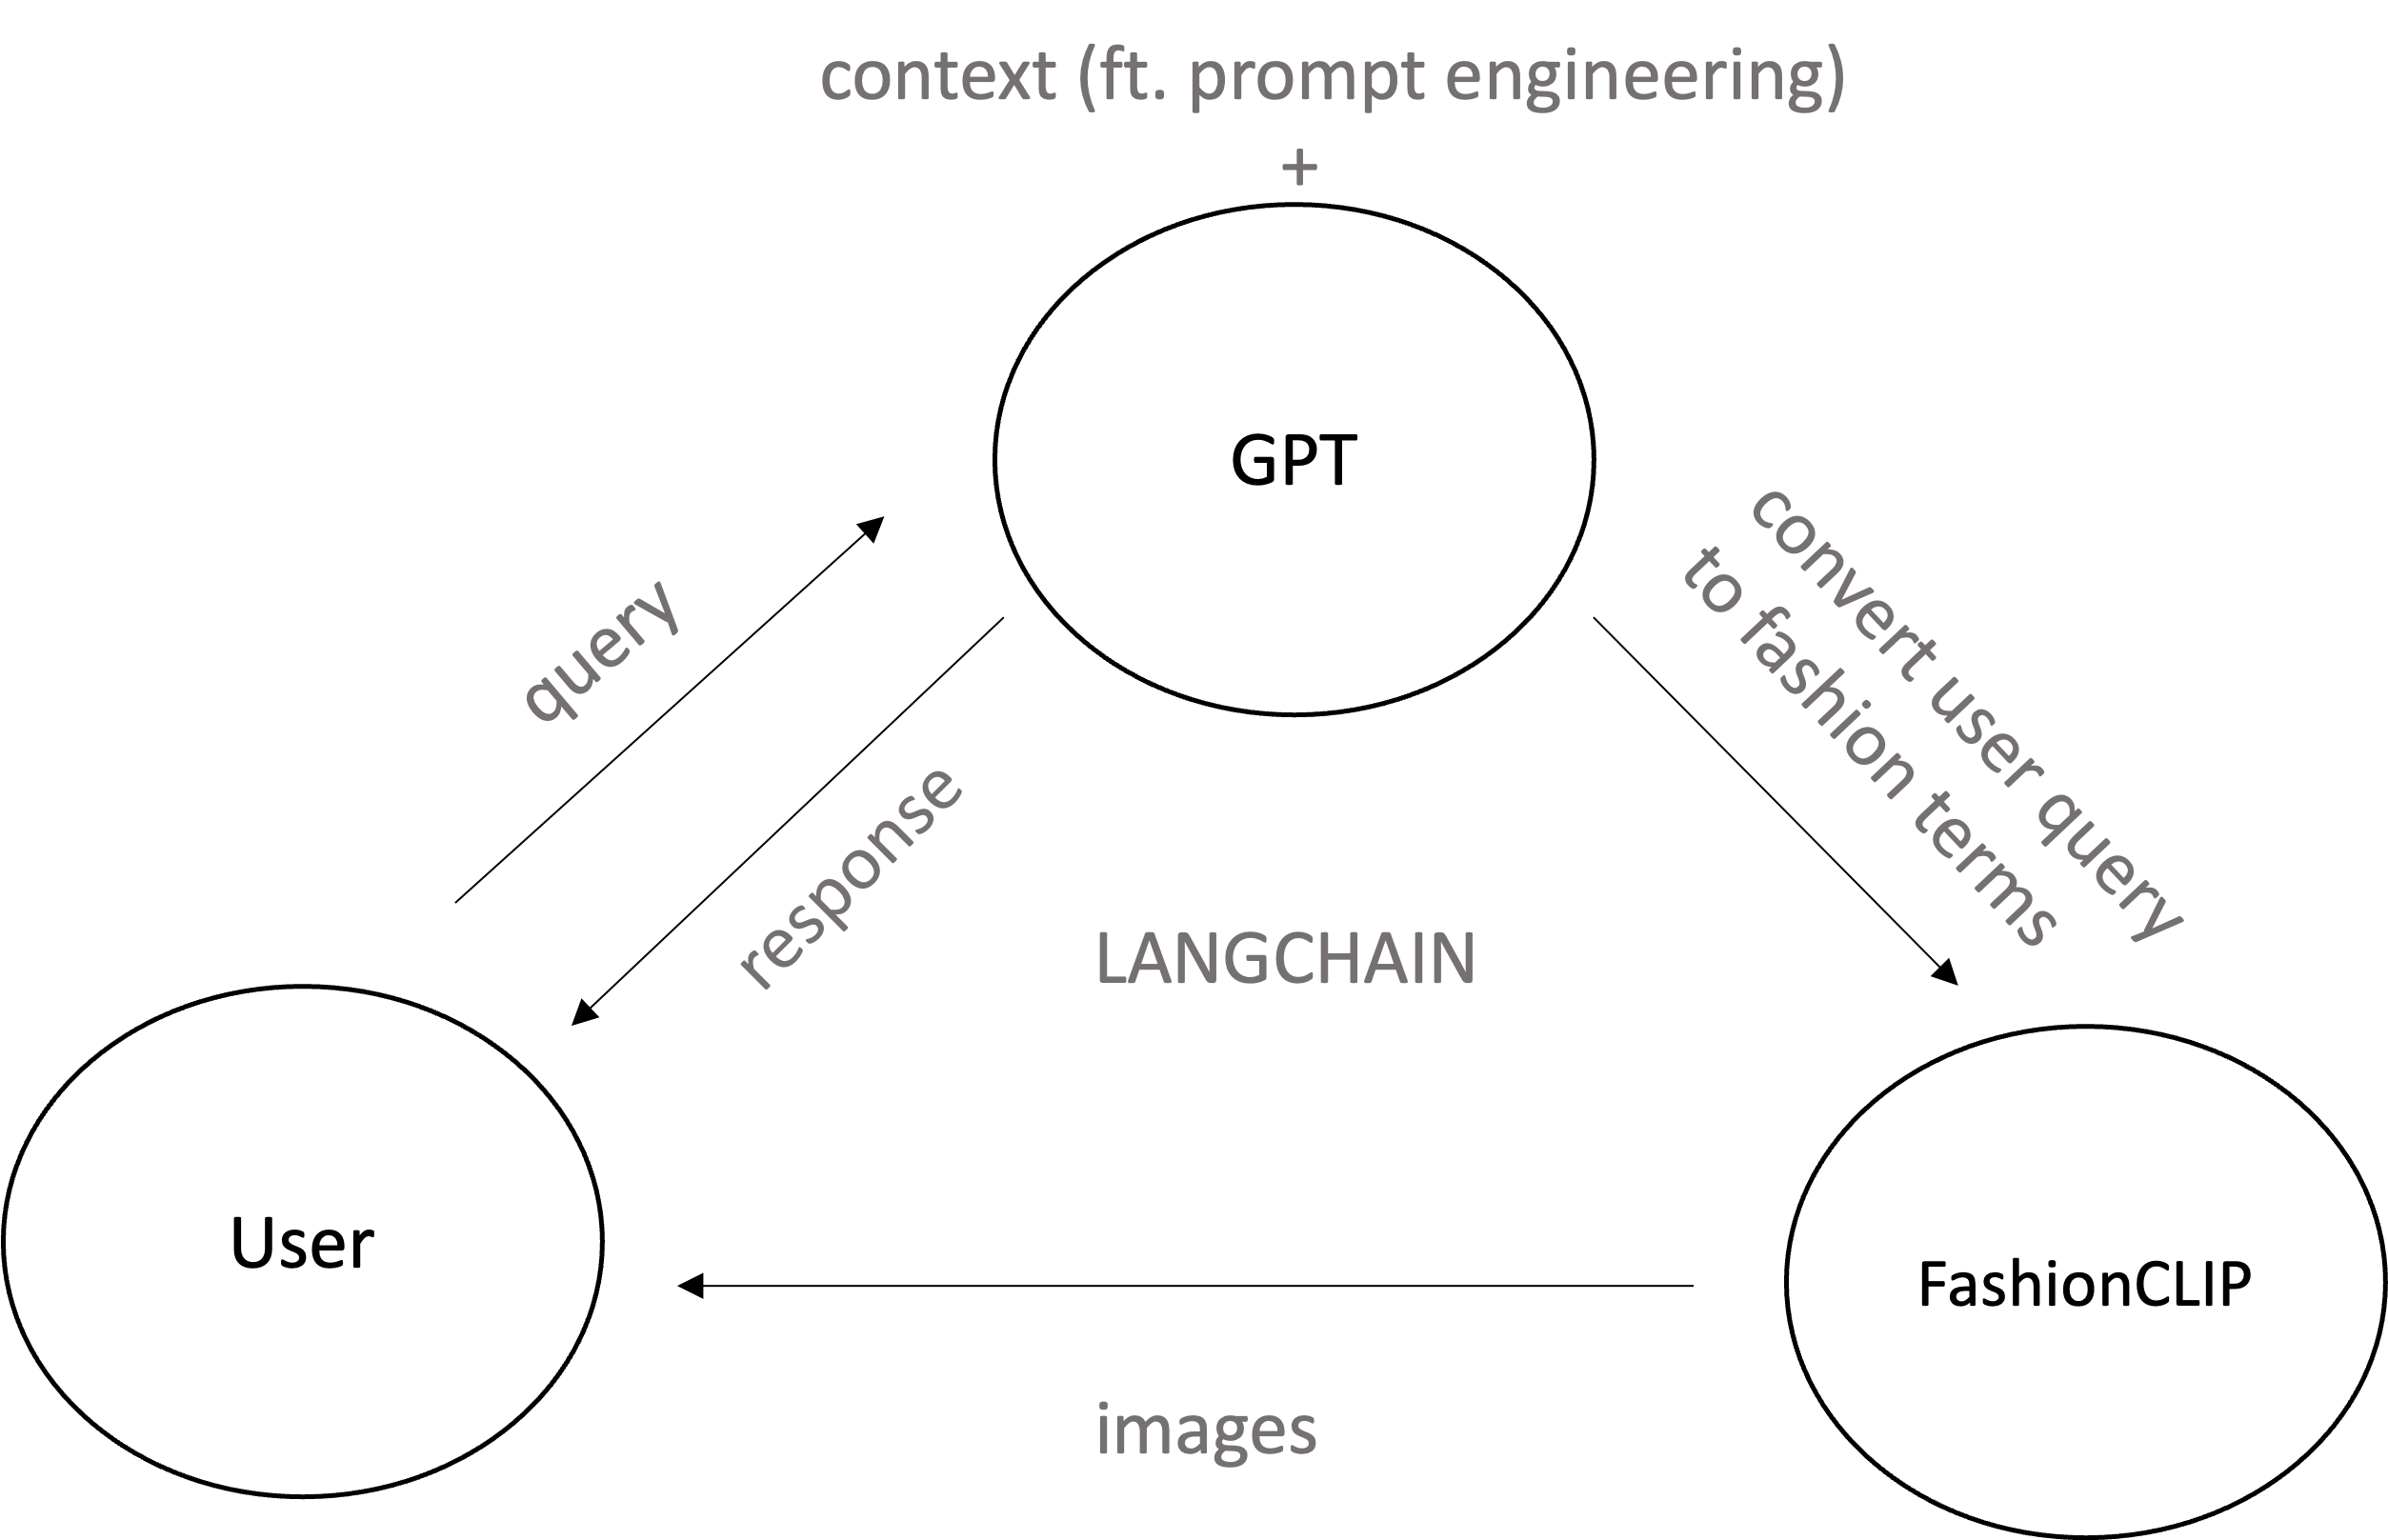 context (ft. prompt engineering)
+
GPT
query
response
convert user query
to fashion terms
LANGCHAIN
User
FashionCLIP
images